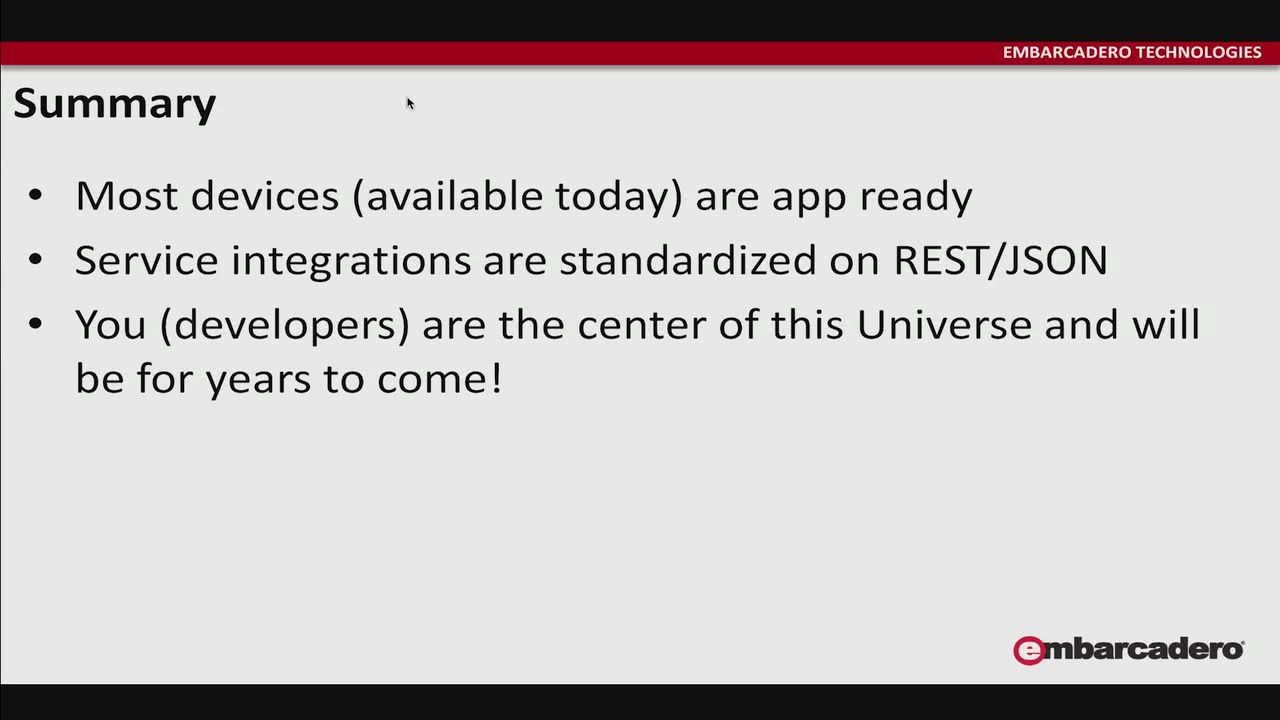 EMBARCADERO TECHNOLOGIES
Summary
• Most devices (available today) are app ready
• Service integrations are standardized on REST/JSON
• You (developers) are the center of this Universe and will
be for years to come!
embarcadero